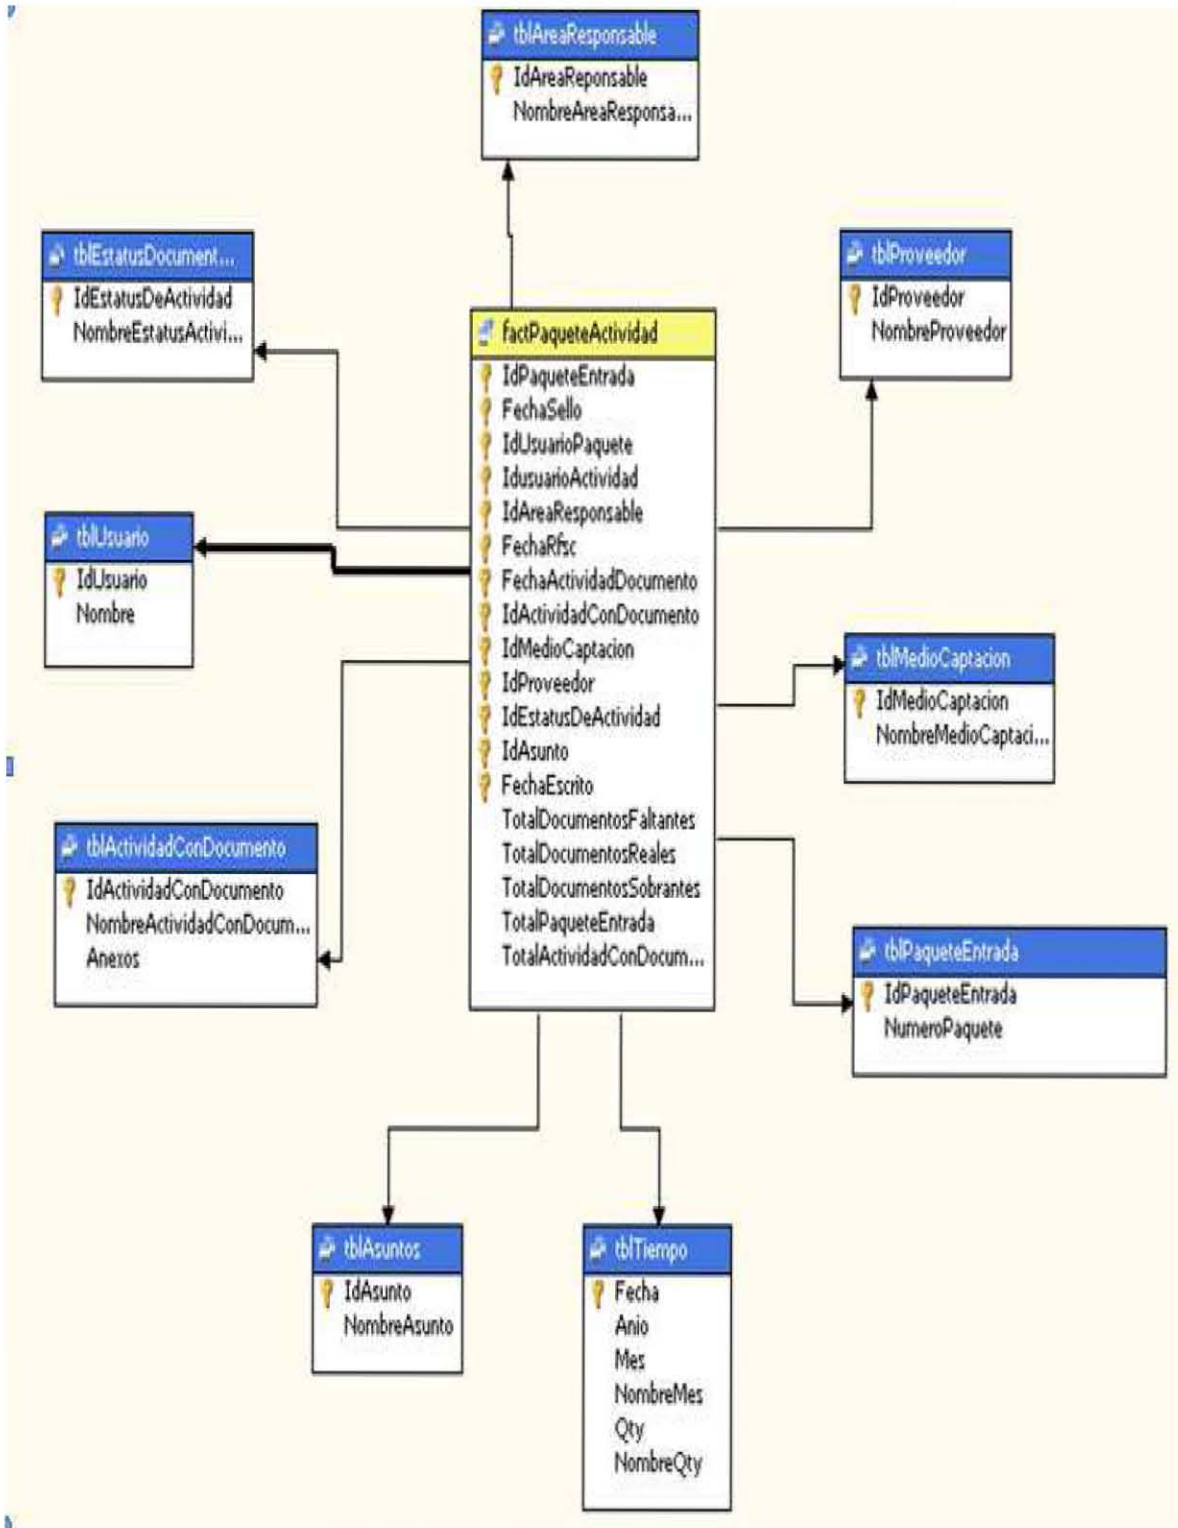 tblAreaResponsable
IdAreaReponsable
NombreAreaResponsa...
tblEstatusDocument...
IdEstatusDeActividad
NombreEstatusActivi...
tblProveedor
IdProveedor
NombreProveedor
factPaqueteActividad
IdPaqueteEntrada
FechaSello
IdUsuarioPaquete
IdusuarioActividad
IdAreaResponsable
FechaRfsc
FechaActividadDocumento
IdActividadConDocumento
IdMedioCaptacion
IdProveedor
IdEstatusDeActividad
IdAsunto
FechaEscrito
TotalDocumentosFaltantes
TotalDocumentosReales
TotalDocumentosSobrantes
TotalPaqueteEntrada
TotalActividadConDocum...
tblUsuario
IdUsuario
Nombre
tblMedioCaptacion
IdMedioCaptacion
NombreMedioCaptaci...
tblActividadConDocumento
IdActividadConDocumento
NombreActividadConDocum...
Anexos
tblPaqueteEntrada
IdPaqueteEntrada
NumeroPaquete
tblAsuntos
IdAsunto
NombreAsunto
tblTiempo
Fecha
Anio
Mes
NombreMes
Qty
NombreQty